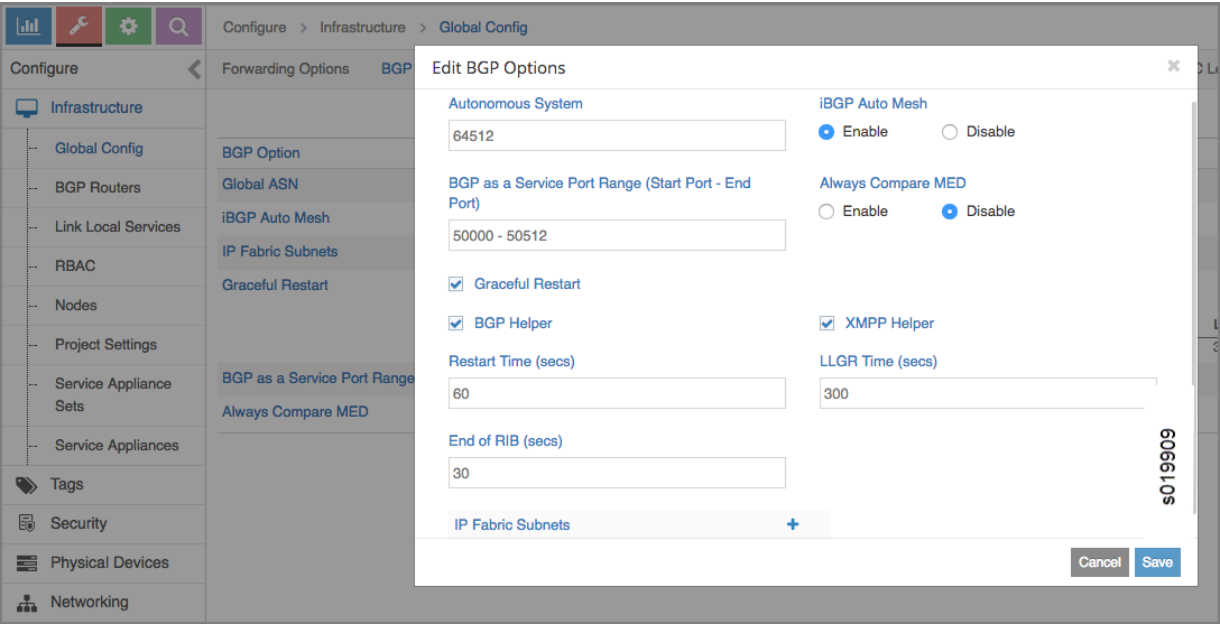 Configure > Infrastructure > Global Config
Configure
Forwarding Options BGP
Infrastructure
Global Config
BGP Routers
Link Local Services
RBAC
Nodes
Project Settings
Service Appliance
Sets
Service Appliances
Tags
Security
Physical Devices
Networking
BGP Option
Global ASN
iBGP Auto Mesh
IP Fabric Subnets
Graceful Restart
BGP as a Service Port Range
Always Compare MED
Edit BGP Options
×
Autonomous System
64512
iBGP Auto Mesh
Enable Disable
BGP as a Service Port Range (Start Port - End
Port)
50000 - 50512
Always Compare MED
Enable Disable
Graceful Restart
BGP Helper
XMPP Helper
Restart Time (secs)
60
LLGR Time (secs)
300
End of RIB (secs)
30
IP Fabric Subnets +
Cancel Save
s019909